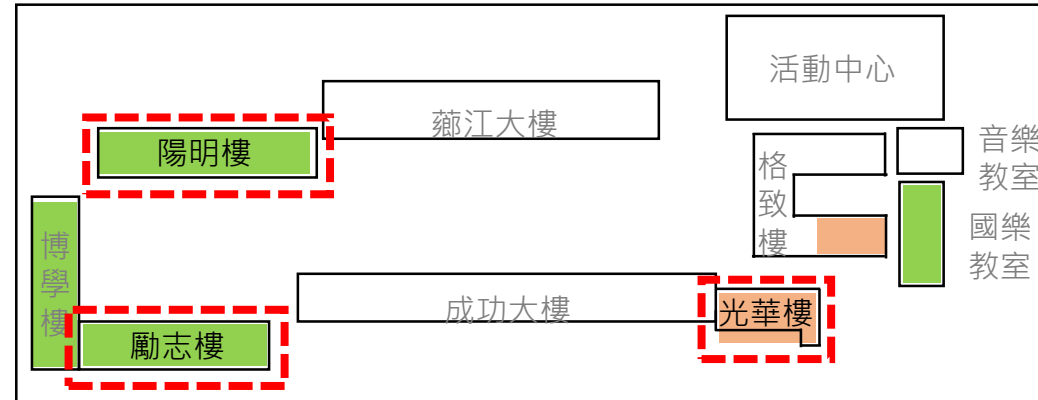 活動中心
薌江大樓
陽明樓
音樂
教室
格
致
樓
國樂
教室
博
學
樓
成功大樓
光華樓
勵志樓